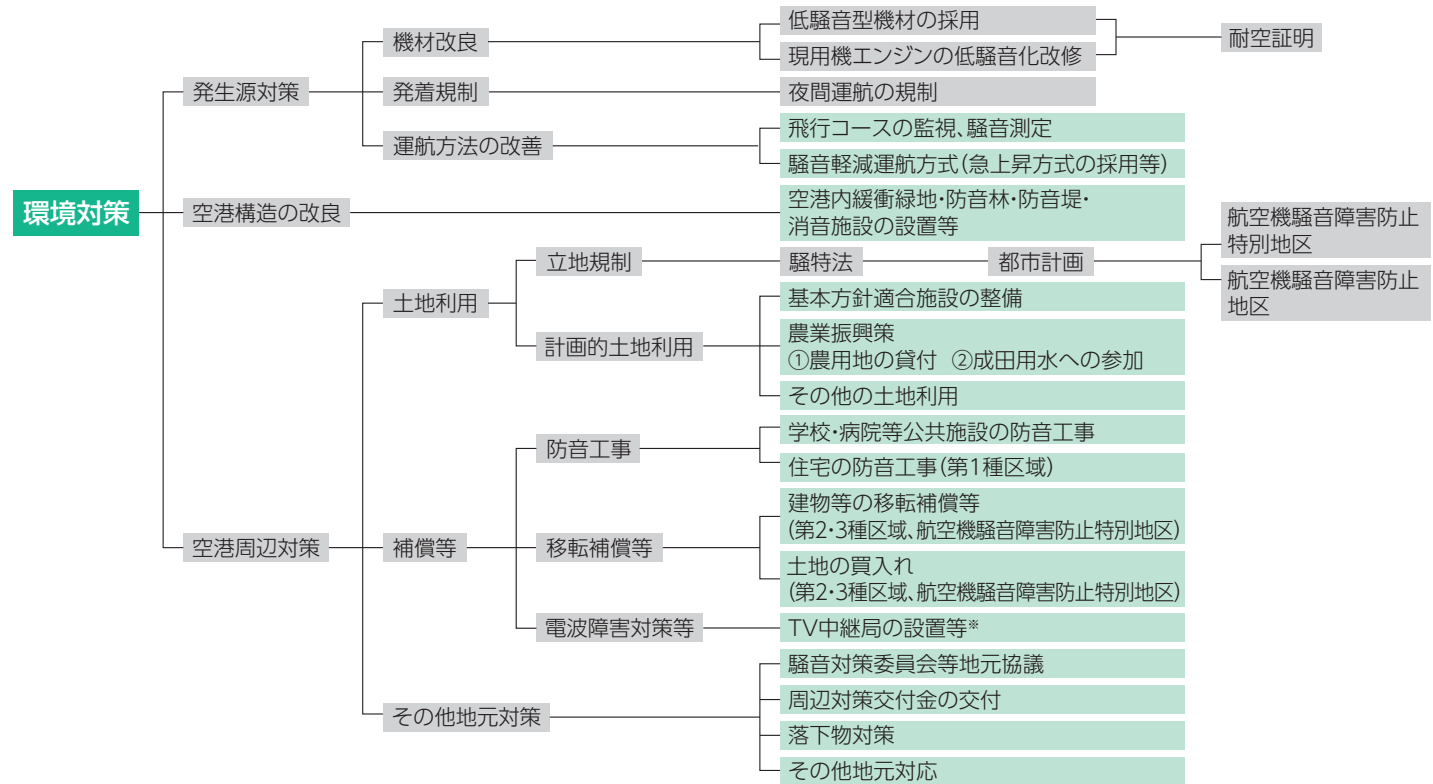 環境対策
発生源対策
機材改良
低騒音型機材の採用
現用機エンジンの低騒音化改修
耐空証明
発着規制
夜間運航の規制
運航方法の改善
飛行コースの監視、騒音測定
騒音軽減運航方式(急上昇方式の採用等)
空港構造の改良
空港内緩衝緑地・防音林・防音堤・
消音施設の設置等
空港周辺対策
土地利用
立地規制
騒特法
都市計画
航空機騒音障害防止
特別地区
航空機騒音障害防止
地区
計画的土地利用
基本方針適合施設の整備
農業振興策
①農用地の貸付 ②成田用水への参加
その他の土地利用
補償等
防音工事
学校・病院等公共施設の防音工事
住宅の防音工事(第1種区域)
移転補償等
建物等の移転補償等
(第2・3種区域、航空機騒音障害防止特別地区)
土地の買入れ
(第2・3種区域、航空機騒音障害防止特別地区)
電波障害対策等
TV中継局の設置等※
その他地元対策
騒音対策委員会等地元協議
周辺対策交付金の交付
落下物対策
その他地元対応